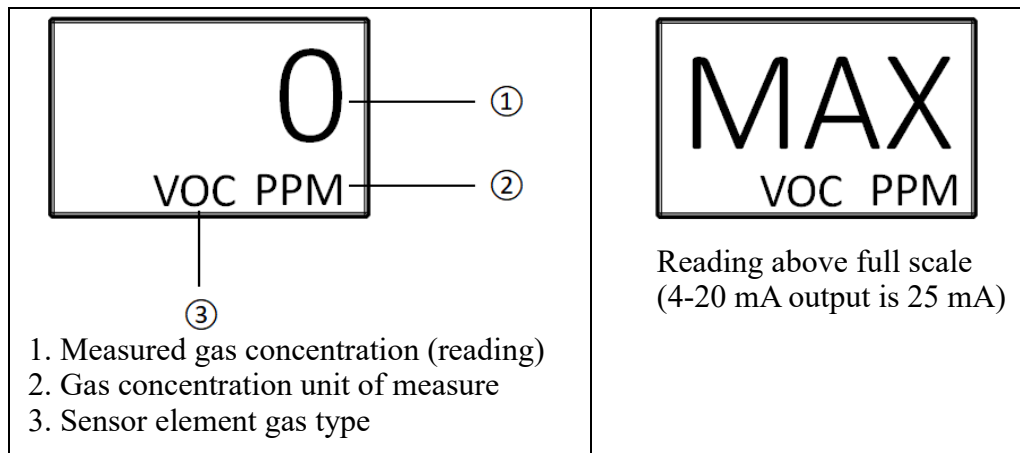 0
①
VOC PPM
②
③
1. Measured gas concentration (reading)
2. Gas concentration unit of measure
3. Sensor element gas type
MAX
VOC PPM
Reading above full scale
(4-20 mA output is 25 mA)